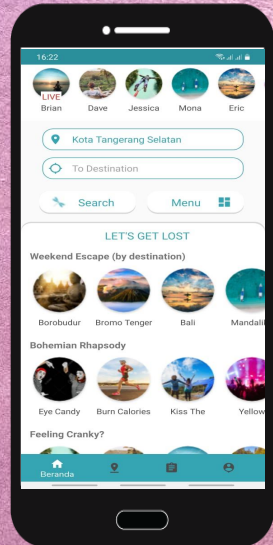 16:22
LIVE
Brian Dave Jessica Mona Eric
Kota Tangerang Selatan
To Destination
Search Menu
LET'S GET LOST
Weekend Escape (by destination)
Borobudur Bromo Tenger Bali Mandalik
Bohemian Rhapsody
Eye Candy Burn Calories Kiss The Yellow
Feeling Cranky?
Beranda